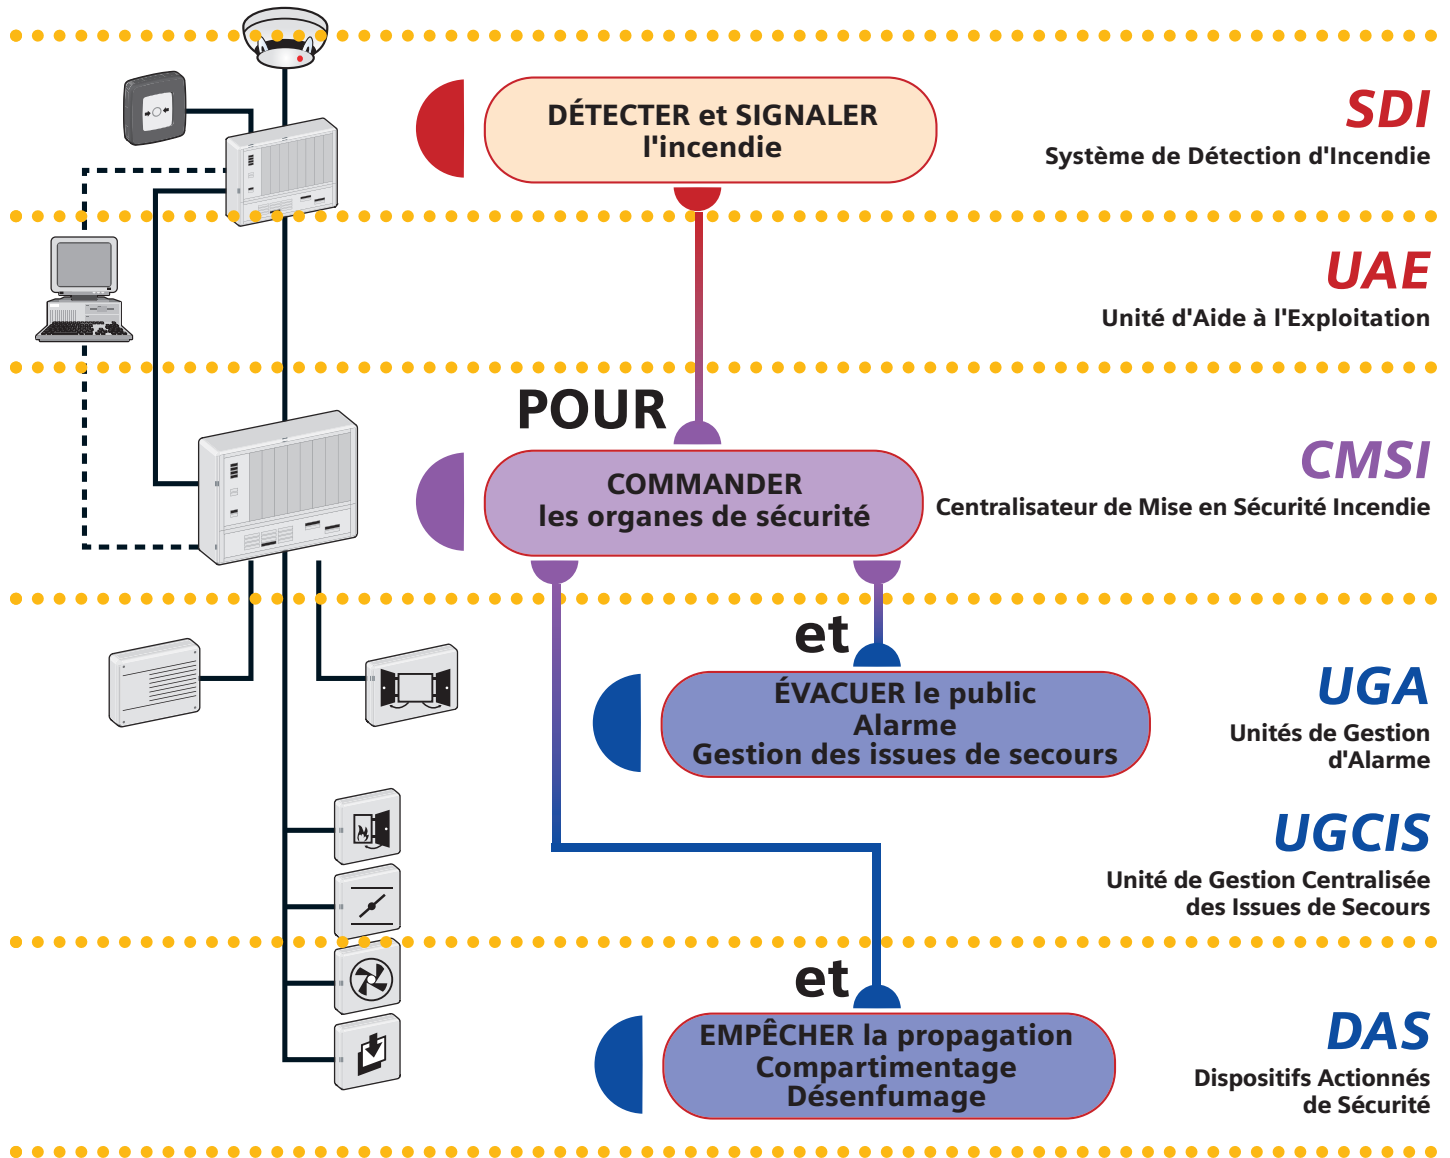 DÉTECTER et SIGNALER
l'incendie
SDI
Système de Détection d'Incendie
UAE
Unité d'Aide à l'Exploitation
POUR
COMMANDER
les organes de sécurité
CMSI
Centralisateur de Mise en Sécurité Incendie
et
ÉVACUER le public
Alarme
Gestion des issues de secours
UGA
Unités de Gestion
d'Alarme
UGCIS
Unité de Gestion Centralisée
des Issues de Secours
et
EMPÊCHER la propagation
Compartimentage
Désenfumage
DAS
Dispositifs Actionnés
de Sécurité